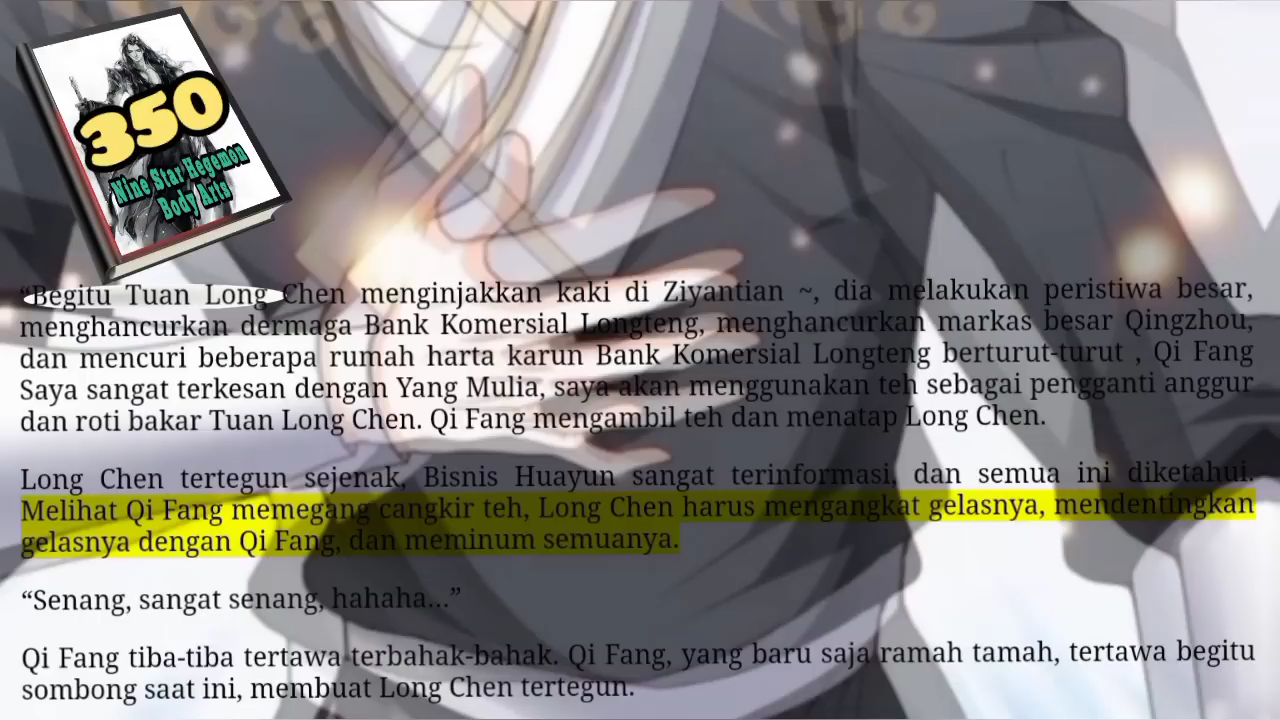 350
Nine Star Hegemon
Body Arts
“Begitu Tuan Long Chen menginjakkan kaki di Ziyantian ~, dia melakukan peristiwa besar,
menghancurkan dermaga Bank Komersial Longteng, menghancurkan markas besar Qingzhou,
dan mencuri beberapa rumah harta karun Bank Komersial Longteng berturut-turut , Qi Fang
Saya sangat terkesan dengan Yang Mulia, saya akan menggunakan teh sebagai pengganti anggur
dan roti bakar Tuan Long Chen. Qi Fang mengambil teh dan menatap Long Chen.
Long Chen tertegun sejenak, Bisnis Huayun sangat terinformasi, dan semua ini diketahui.
Melihat Qi Fang memegang cangkir teh, Long Chen harus mengangkat gelasnya, mendentingkan
gelasnya dengan Qi Fang, dan meminum semuanya.
“Senang, sangat senang, hahaha…”
Qi Fang tiba-tiba tertawa terbahak-bahak. Qi Fang, yang baru saja ramah tamah, tertawa begitu
sombong saat ini, membuat Long Chen tertegun.